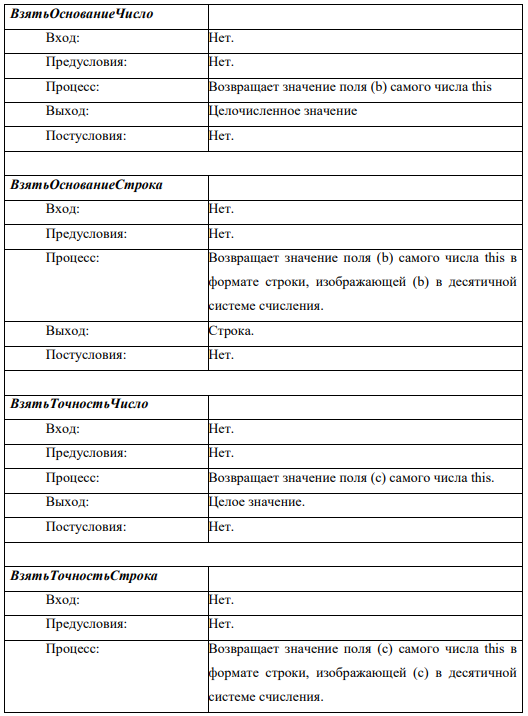 ВзятьОснованиеЧисло
Вход: Нет.
Предусловия: Нет.
Процесс: Возвращает значение поля (b) самого числа this
Выход: Целочисленное значение
Постусловия: Нет.
ВзятьОснованиеСтрока
Вход: Нет.
Предусловия: Нет.
Процесс: Возвращает значение поля (b) самого числа this в
формате строки, изображающей (b) в десятичной
системе счисления.
Выход: Строка.
Постусловия: Нет.
ВзятьТочностьЧисло
Вход: Нет.
Предусловия: Нет.
Процесс: Возвращает значение поля (c) самого числа this.
Выход: Целое значение.
Постусловия: Нет.
ВзятьТочностьСтрока
Вход: Нет.
Предусловия: Нет.
Процесс: Возвращает значение поля (c) самого числа this в
формате строки, изображающей (c) в десятичной
системе счисления.